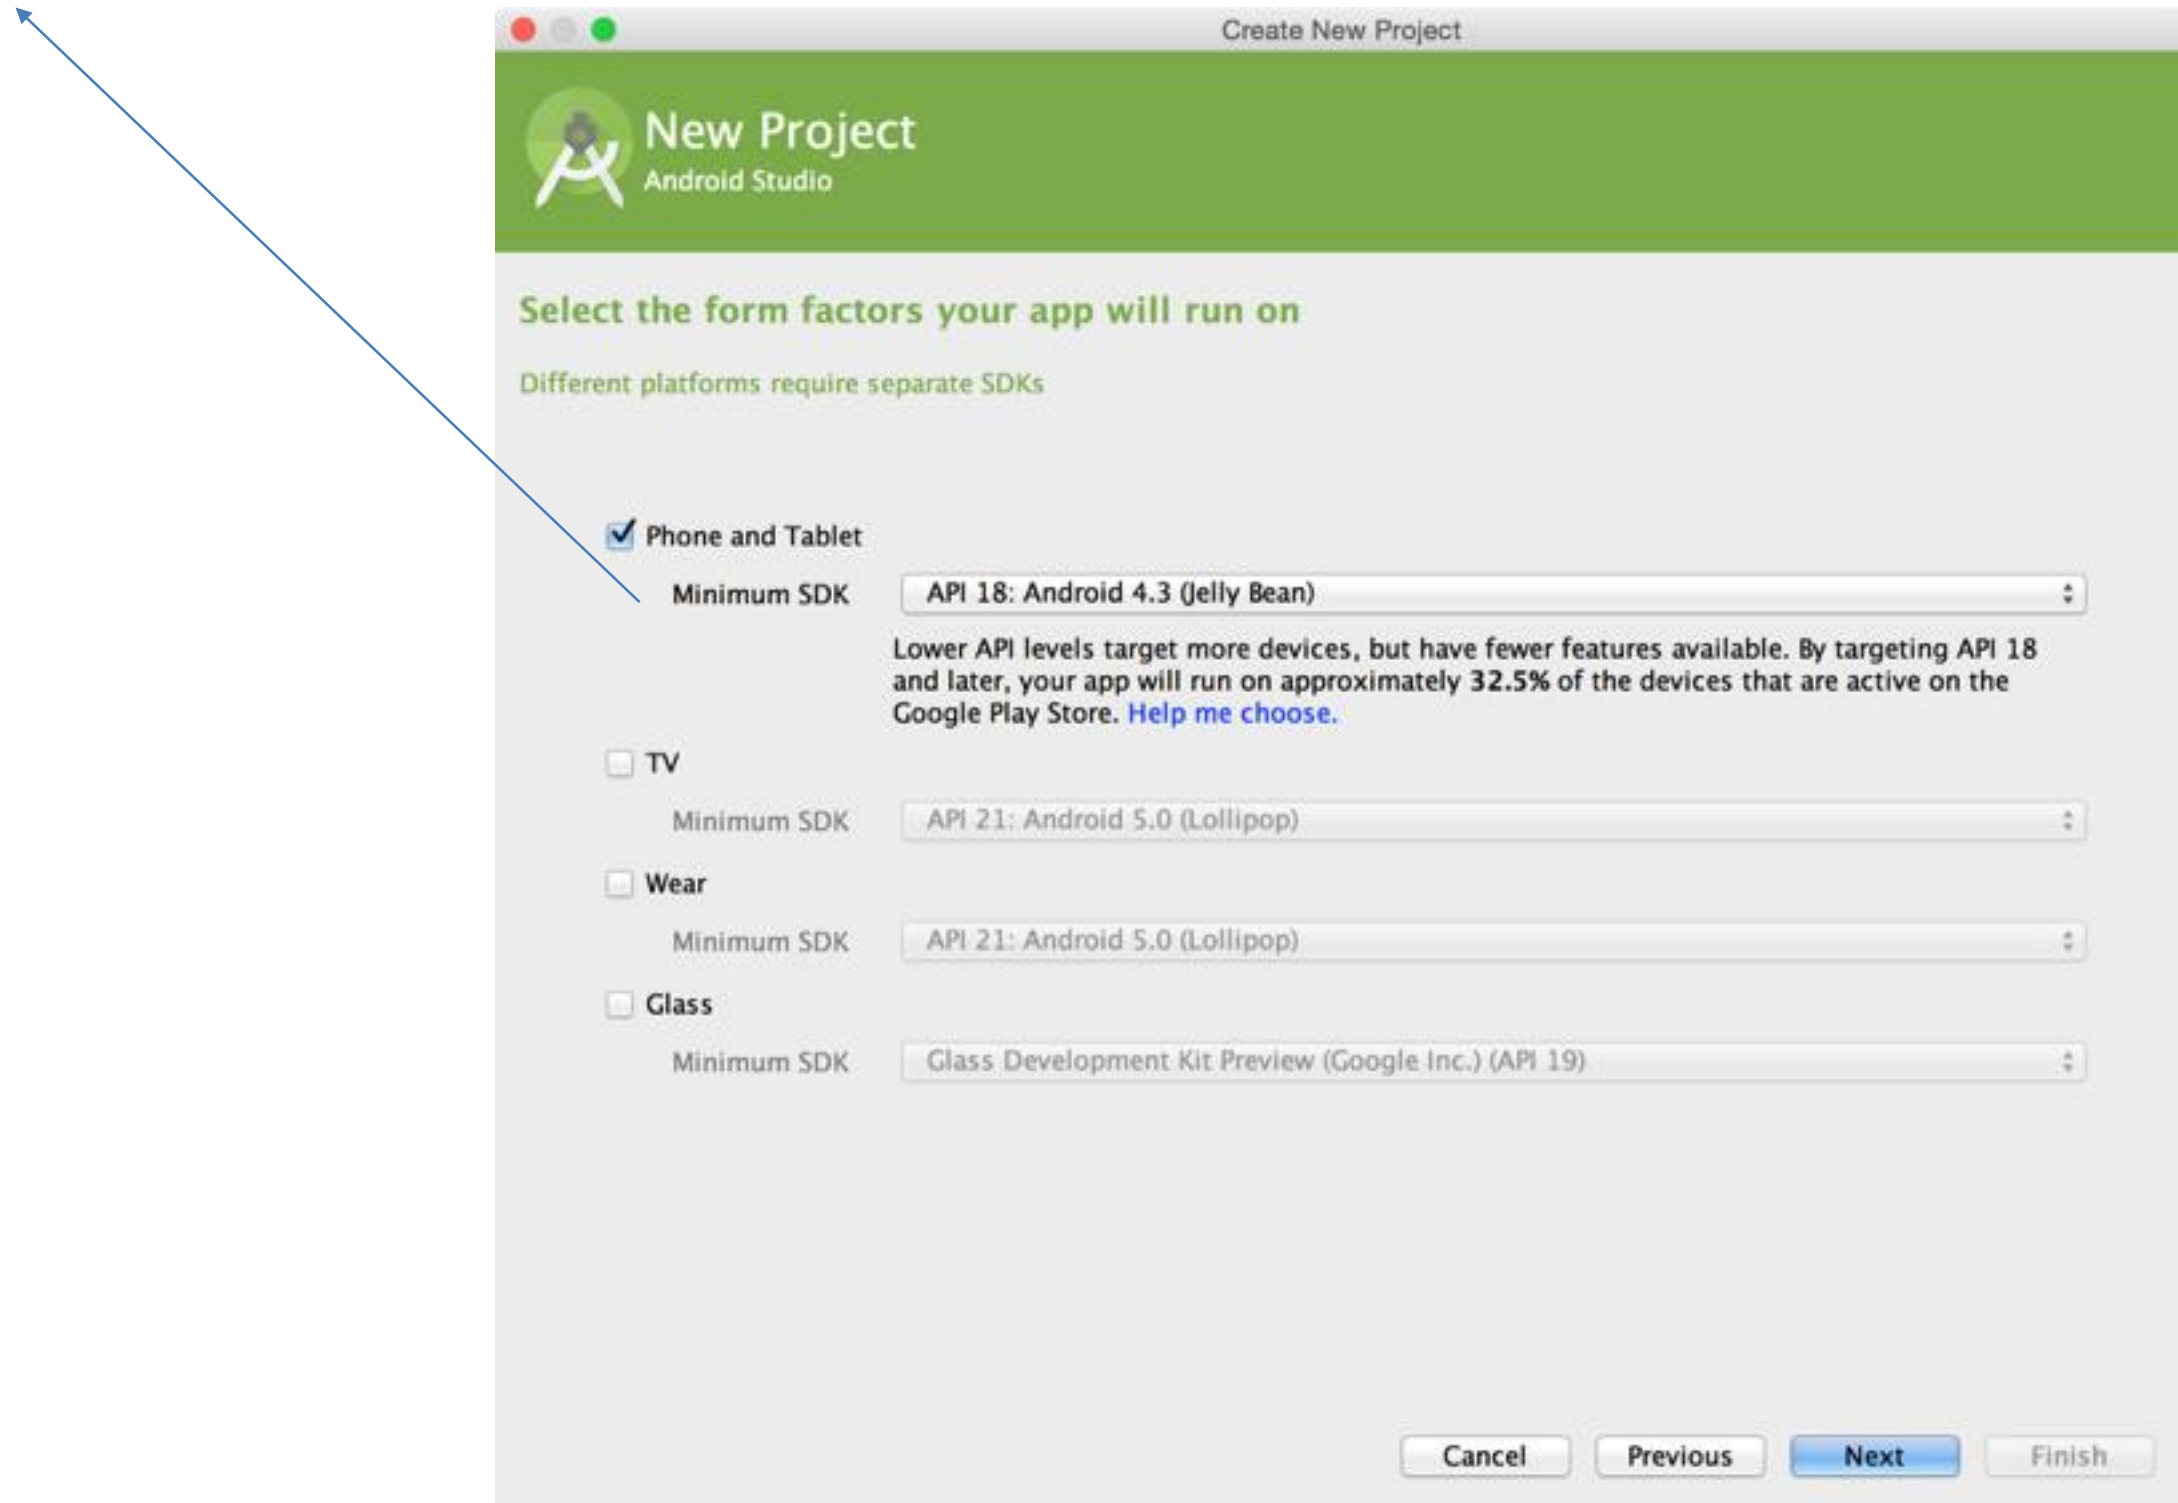 Create New Project
New Project
Android Studio
Select the form factors your app will run on
Different platforms require separate SDKs
Phone and Tablet
Minimum SDK API 18: Android 4.3 (Jelly Bean)
Lower API levels target more devices, but have fewer features available. By targeting API 18
and later, your app will run on approximately 32.5% of the devices that are active on the
Google Play Store. Help me choose.
TV
Minimum SDK API 21: Android 5.0 (Lollipop)
Wear
Minimum SDK API 21: Android 5.0 (Lollipop)
Glass
Minimum SDK Glass Development Kit Preview (Google Inc.) (API 19)
Cancel Previous Next Finish